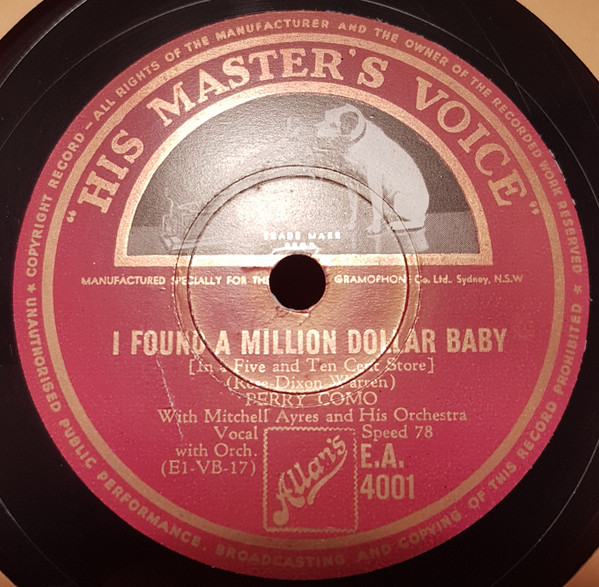 UNAUTHORISED PUBLIC PERFORMANCE, BROADCASTING AND COPYING OF THIS RECORD PROHIBITED ★ COPYRIGHT RECORD — ALL RIGHTS OF THE MANUFACTURER AND THE OWNER OF THE RECORDED WORK RESERVED ★
"HIS MASTER'S VOICE"
TRADE MARK
MANUFACTURED SPECIALLY FOR THE GRAMOPHONE Co. Ltd. Sydney, N.S.W
I FOUND A MILLION DOLLAR BABY
[In a Five and Ten Cent Store]
(Rose-Dixon Warren)
PERRY COMO
With Mitchell Ayres and His Orchestra
Vocal
with Orch.
(E1-VB-17)
Allan's
Speed 78
E.A.
4001